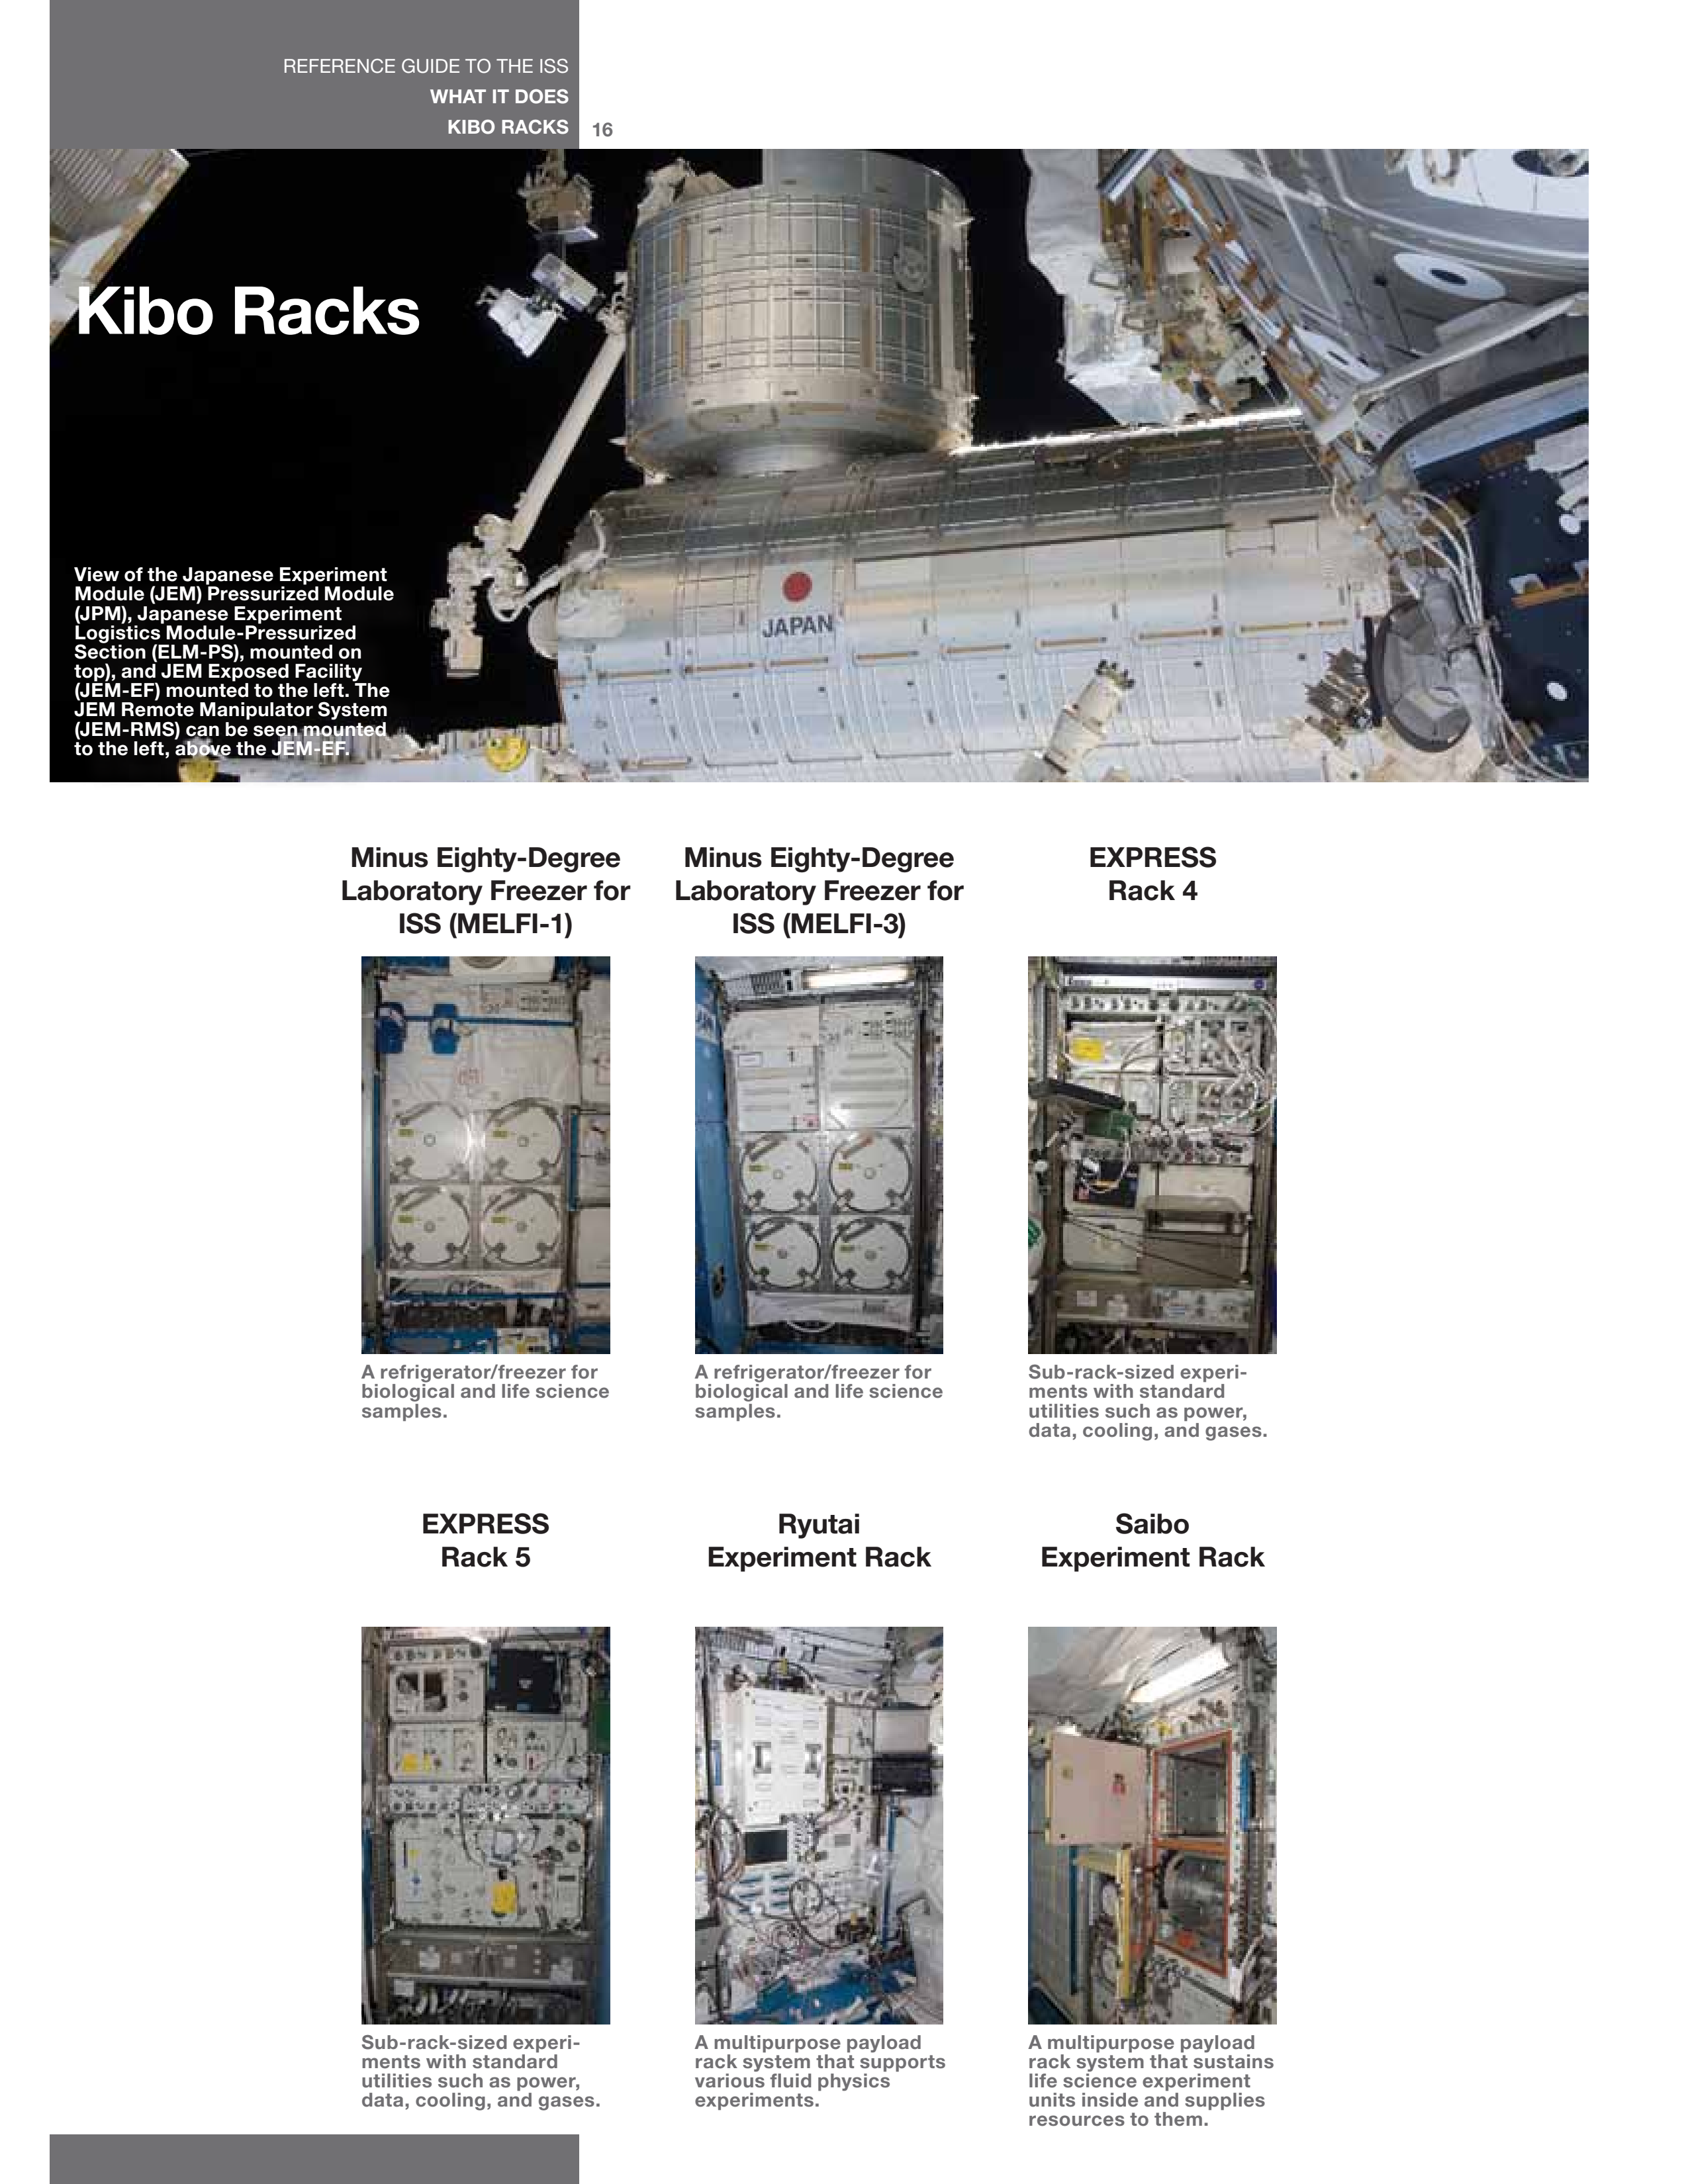 REFERENCE GUIDE TO THE ISS
WHAT IT DOES
KIBO RACKS
16
Kibo Racks
View of the Japanese Experiment
Module (JEM) Pressurized Module
(JPM), Japanese Experiment
Logistics Module-Pressurized
Section (ELM-PS), mounted on
top), and JEM Exposed Facility
(JEM-EF) mounted to the left. The
JEM Remote Manipulator System
(JEM-RMS) can be seen mounted
to the left, above the JEM-EF.
JAPAN
Minus Eighty-Degree
Laboratory Freezer for
ISS (MELFI-1)
A refrigerator/freezer for
biological and life science
samples.
Minus Eighty-Degree
Laboratory Freezer for
ISS (MELFI-3)
A refrigerator/freezer for
biological and life science
samples.
EXPRESS
Rack 4
Sub-rack-sized experi-
ments with standard
utilities such as power,
data, cooling, and gases.
EXPRESS
Rack 5
Sub-rack-sized experi-
ments with standard
utilities such as power,
data, cooling, and gases.
Ryutai
Experiment Rack
A multipurpose payload
rack system that supports
various fluid physics
experiments.
Saibo
Experiment Rack
A multipurpose payload
rack system that sustains
life science experiment
units inside and supplies
resources to them.